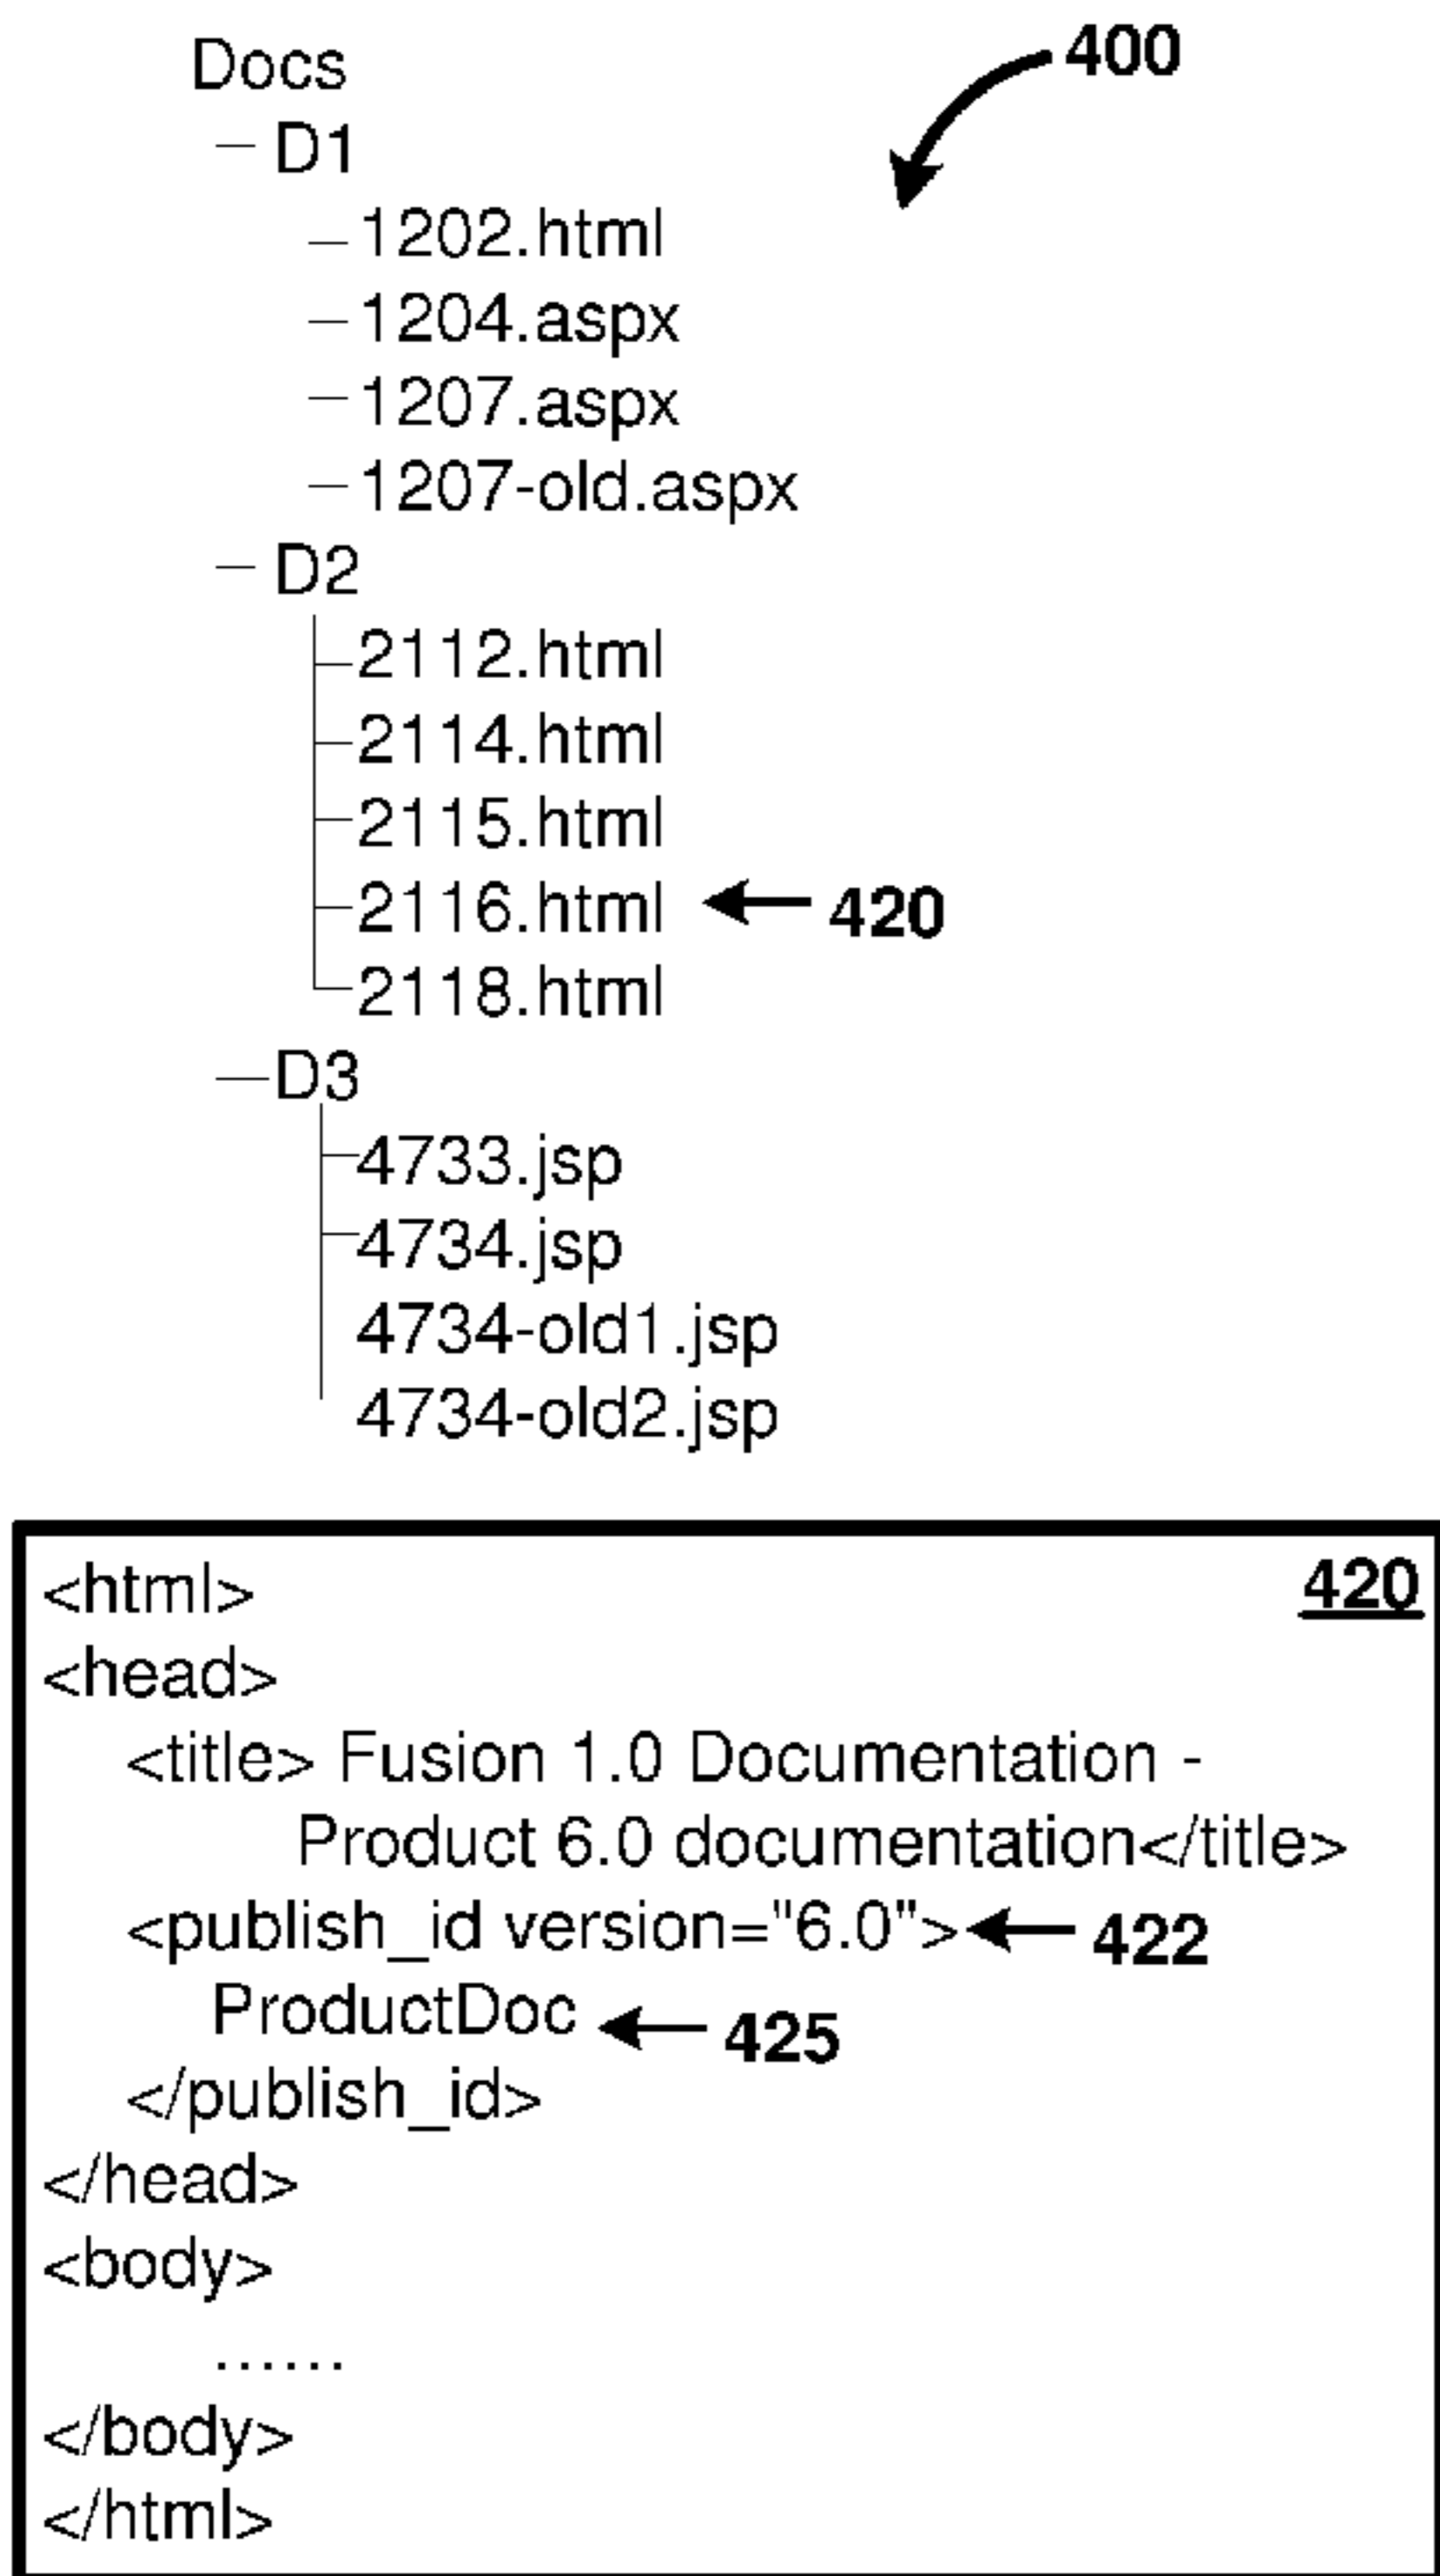 Docs
400
D1
1202.html
1204.aspx
1207.aspx
1207-old.aspx
D2
2112.html
2114.html
2115.html
2116.html 420
2118.html
D3
4733.jsp
4734.jsp
4734-old1.jsp
4734-old2.jsp
<html> 420
<head>
<title> Fusion 1.0 Documentation -
Product 6.0 documentation</title>
<publish_id version="6.0"> 422
ProductDoc 425
</publish_id>
</head>
<body>
......
</body>
</html>